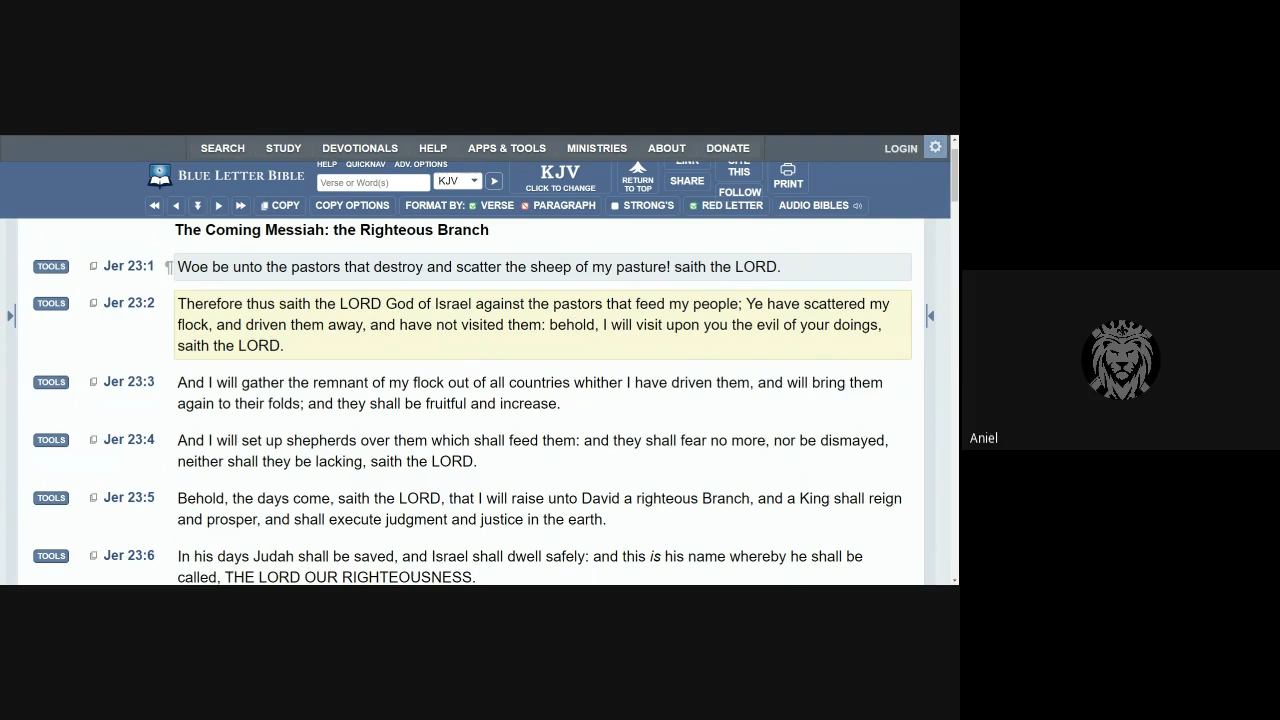 SEARCH STUDY DEVOTIONALS HELP APPS & TOOLS MINISTRIES ABOUT DONATE LOGIN
HELP QUICKNAV ADV. OPTIONS
BLUE LETTER BIBLE
Verse or Word(s) KJV
KJV
CLICK TO CHANGE
RETURN
TO TOP
LINK
SHARE
CITE
THIS
FOLLOW
PRINT
COPY COPY OPTIONS FORMAT BY: VERSE PARAGRAPH STRONG'S RED LETTER AUDIO BIBLES
The Coming Messiah: the Righteous Branch
TOOLS Jer 23:1 ¶ Woe be unto the pastors that destroy and scatter the sheep of my pasture! saith the LORD.
TOOLS Jer 23:2 Therefore thus saith the LORD God of Israel against the pastors that feed my people; Ye have scattered my
flock, and driven them away, and have not visited them: behold, I will visit upon you the evil of your doings,
saith the LORD.
TOOLS Jer 23:3 And I will gather the remnant of my flock out of all countries whither I have driven them, and will bring them
again to their folds; and they shall be fruitful and increase.
TOOLS Jer 23:4 And I will set up shepherds over them which shall feed them: and they shall fear no more, nor be dismayed,
neither shall they be lacking, saith the LORD.
TOOLS Jer 23:5 Behold, the days come, saith the LORD, that I will raise unto David a righteous Branch, and a King shall reign
and prosper, and shall execute judgment and justice in the earth.
TOOLS Jer 23:6 In his days Judah shall be saved, and Israel shall dwell safely: and this is his name whereby he shall be
called, THE LORD OUR RIGHTEOUSNESS.
Aniel